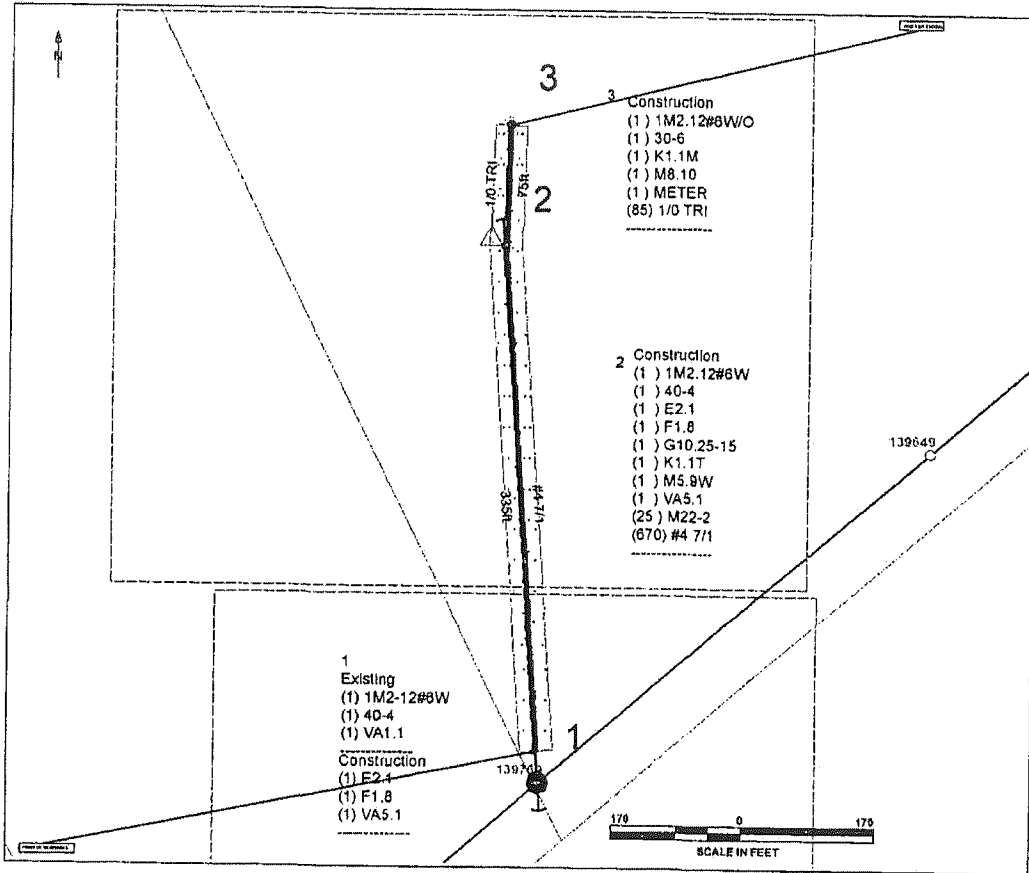 N
3
3 Construction
(1) 1M2.12#6W/O
(1) 30-6
(1) K1.1M
(1) M8.10
(1) METER
(85) 1/0 TRI
1/0 TRI
75ft
2
2 Construction
(1 ) 1M2.12#6W
(1 ) 40-4
(1 ) E2.1
(1 ) F1.8
(1 ) G10.25-15
(1 ) K1.1T
(1 ) M5.9W
(1 ) VA5.1
(25 ) M22-2
(670) #4 7/1
139649
335ft
#4 7/1
1
Existing
(1) 1M2-12#6W
(1) 40-4
(1) VA1.1
Construction
(1) E2.1
(1) F1.8
(1) VA5.1
1
170 0 170
SCALE IN FEET